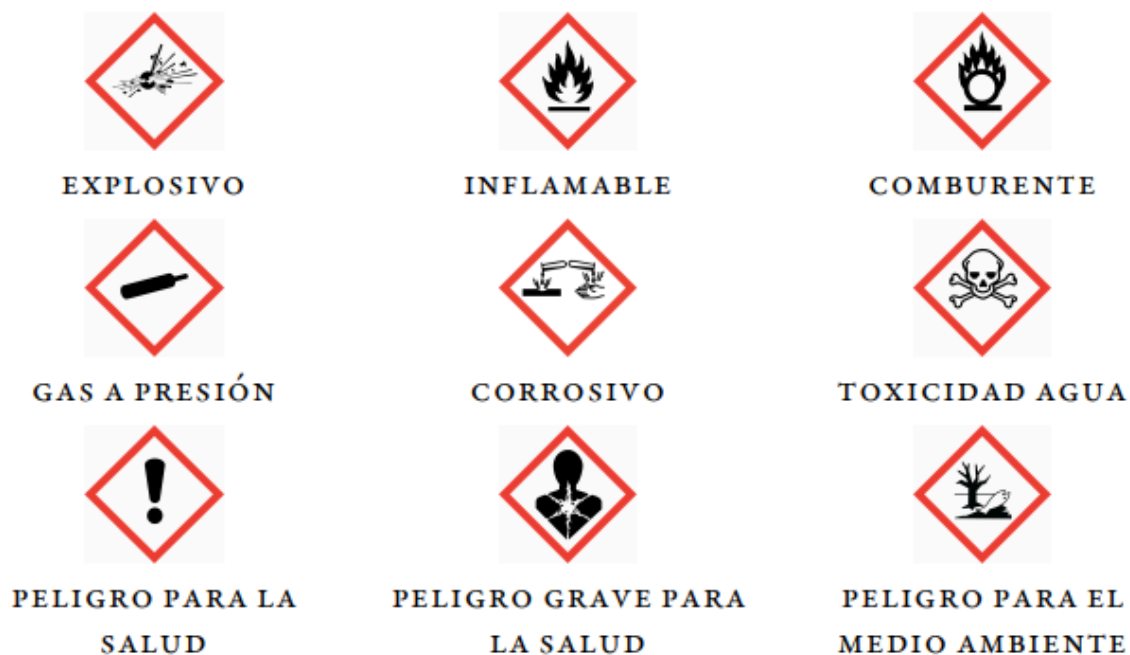 EXPLOSIVO
INFLAMABLE
COMBURENTE
GAS A PRESIÓN
CORROSIVO
TOXICIDAD AGUA
PELIGRO PARA LA
SALUD
PELIGRO GRAVE PARA
LA SALUD
PELIGRO PARA EL
MEDIO AMBIENTE